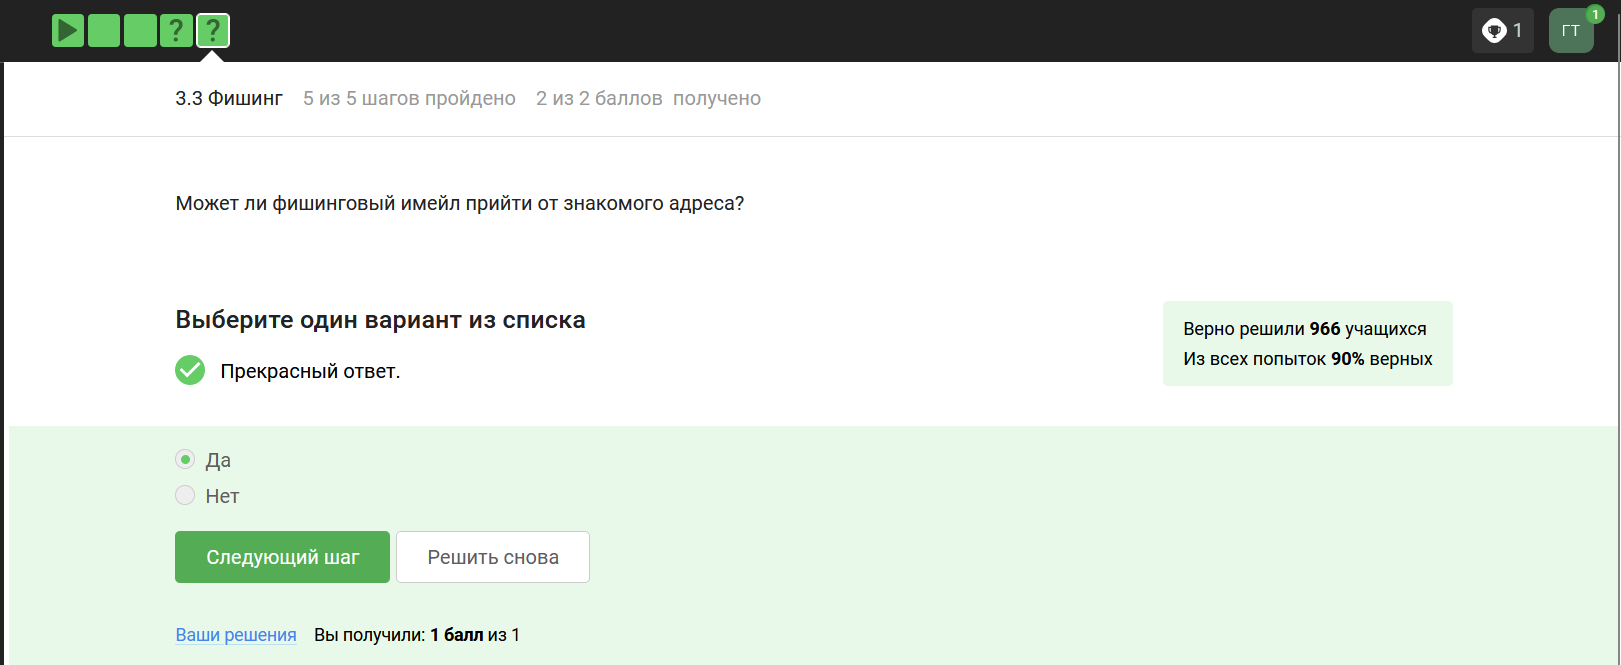 ? ?
1
ГТ
1
3.3 Фишинг 5 из 5 шагов пройдено 2 из 2 баллов получено
Может ли фишинговый имейл прийти от знакомого адреса?
Выберите один вариант из списка
Прекрасный ответ.
Верно решили 966 учащихся
Из всех попыток 90% верных
Да
Нет
Следующий шаг Решить снова
Ваши решения Вы получили: 1 балл из 1